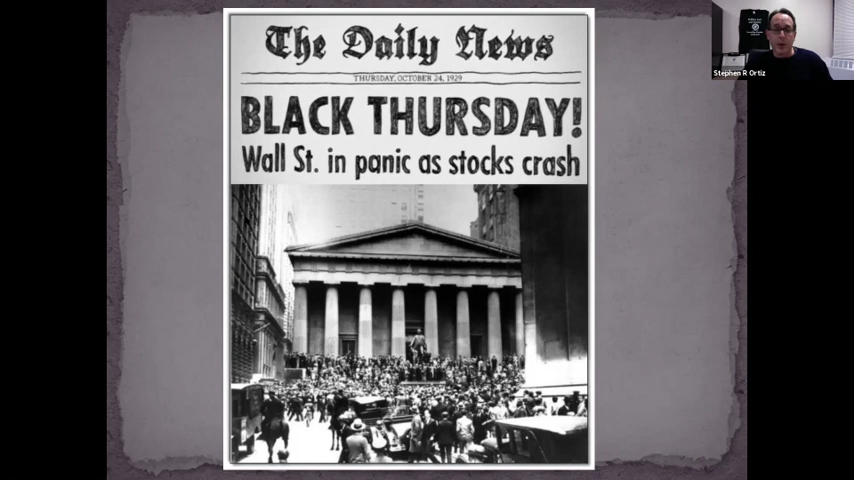 The Daily News
THURSDAY, OCTOBER 24, 1929
BLACK THURSDAY!
Wall St. in panic as stocks crash
Stephen R Ortiz